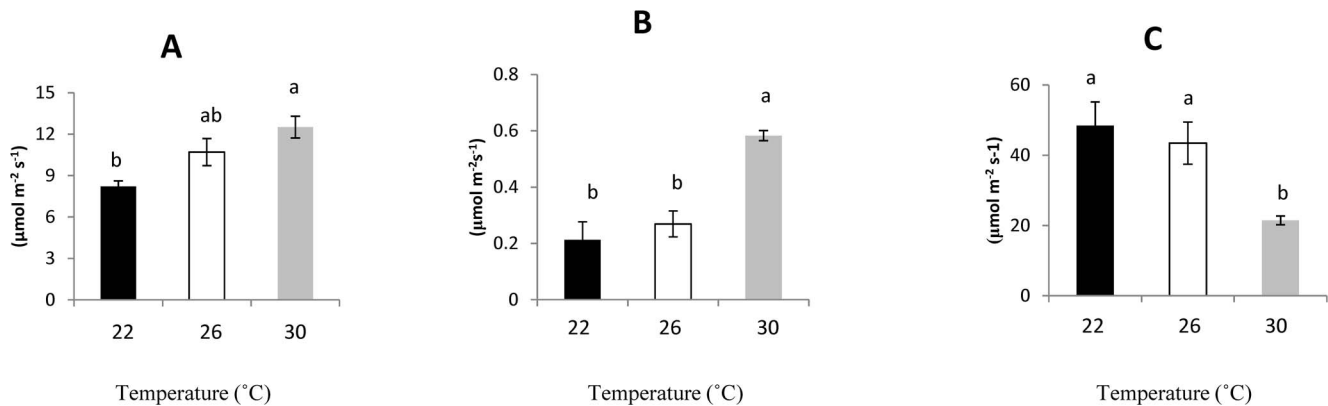 A
(µmol m⁻² s⁻¹)
15
12
9
6
3
0
b
ab
a
22 26 30
Temperature (˚C)
B
(µmol m⁻²s⁻¹)
0.8
0.6
0.4
0.2
0
b
b
a
22 26 30
Temperature (˚C)
C
(µmol m⁻² s-1)
60
40
20
0
a
a
b
22 26 30
Temperature (˚C)